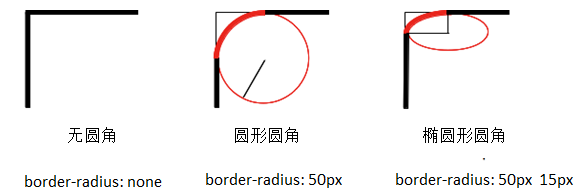 无圆角
圆形圆角
椭圆形圆角
border-radius: none
border-radius: 50px
border-radius: 50px 15px